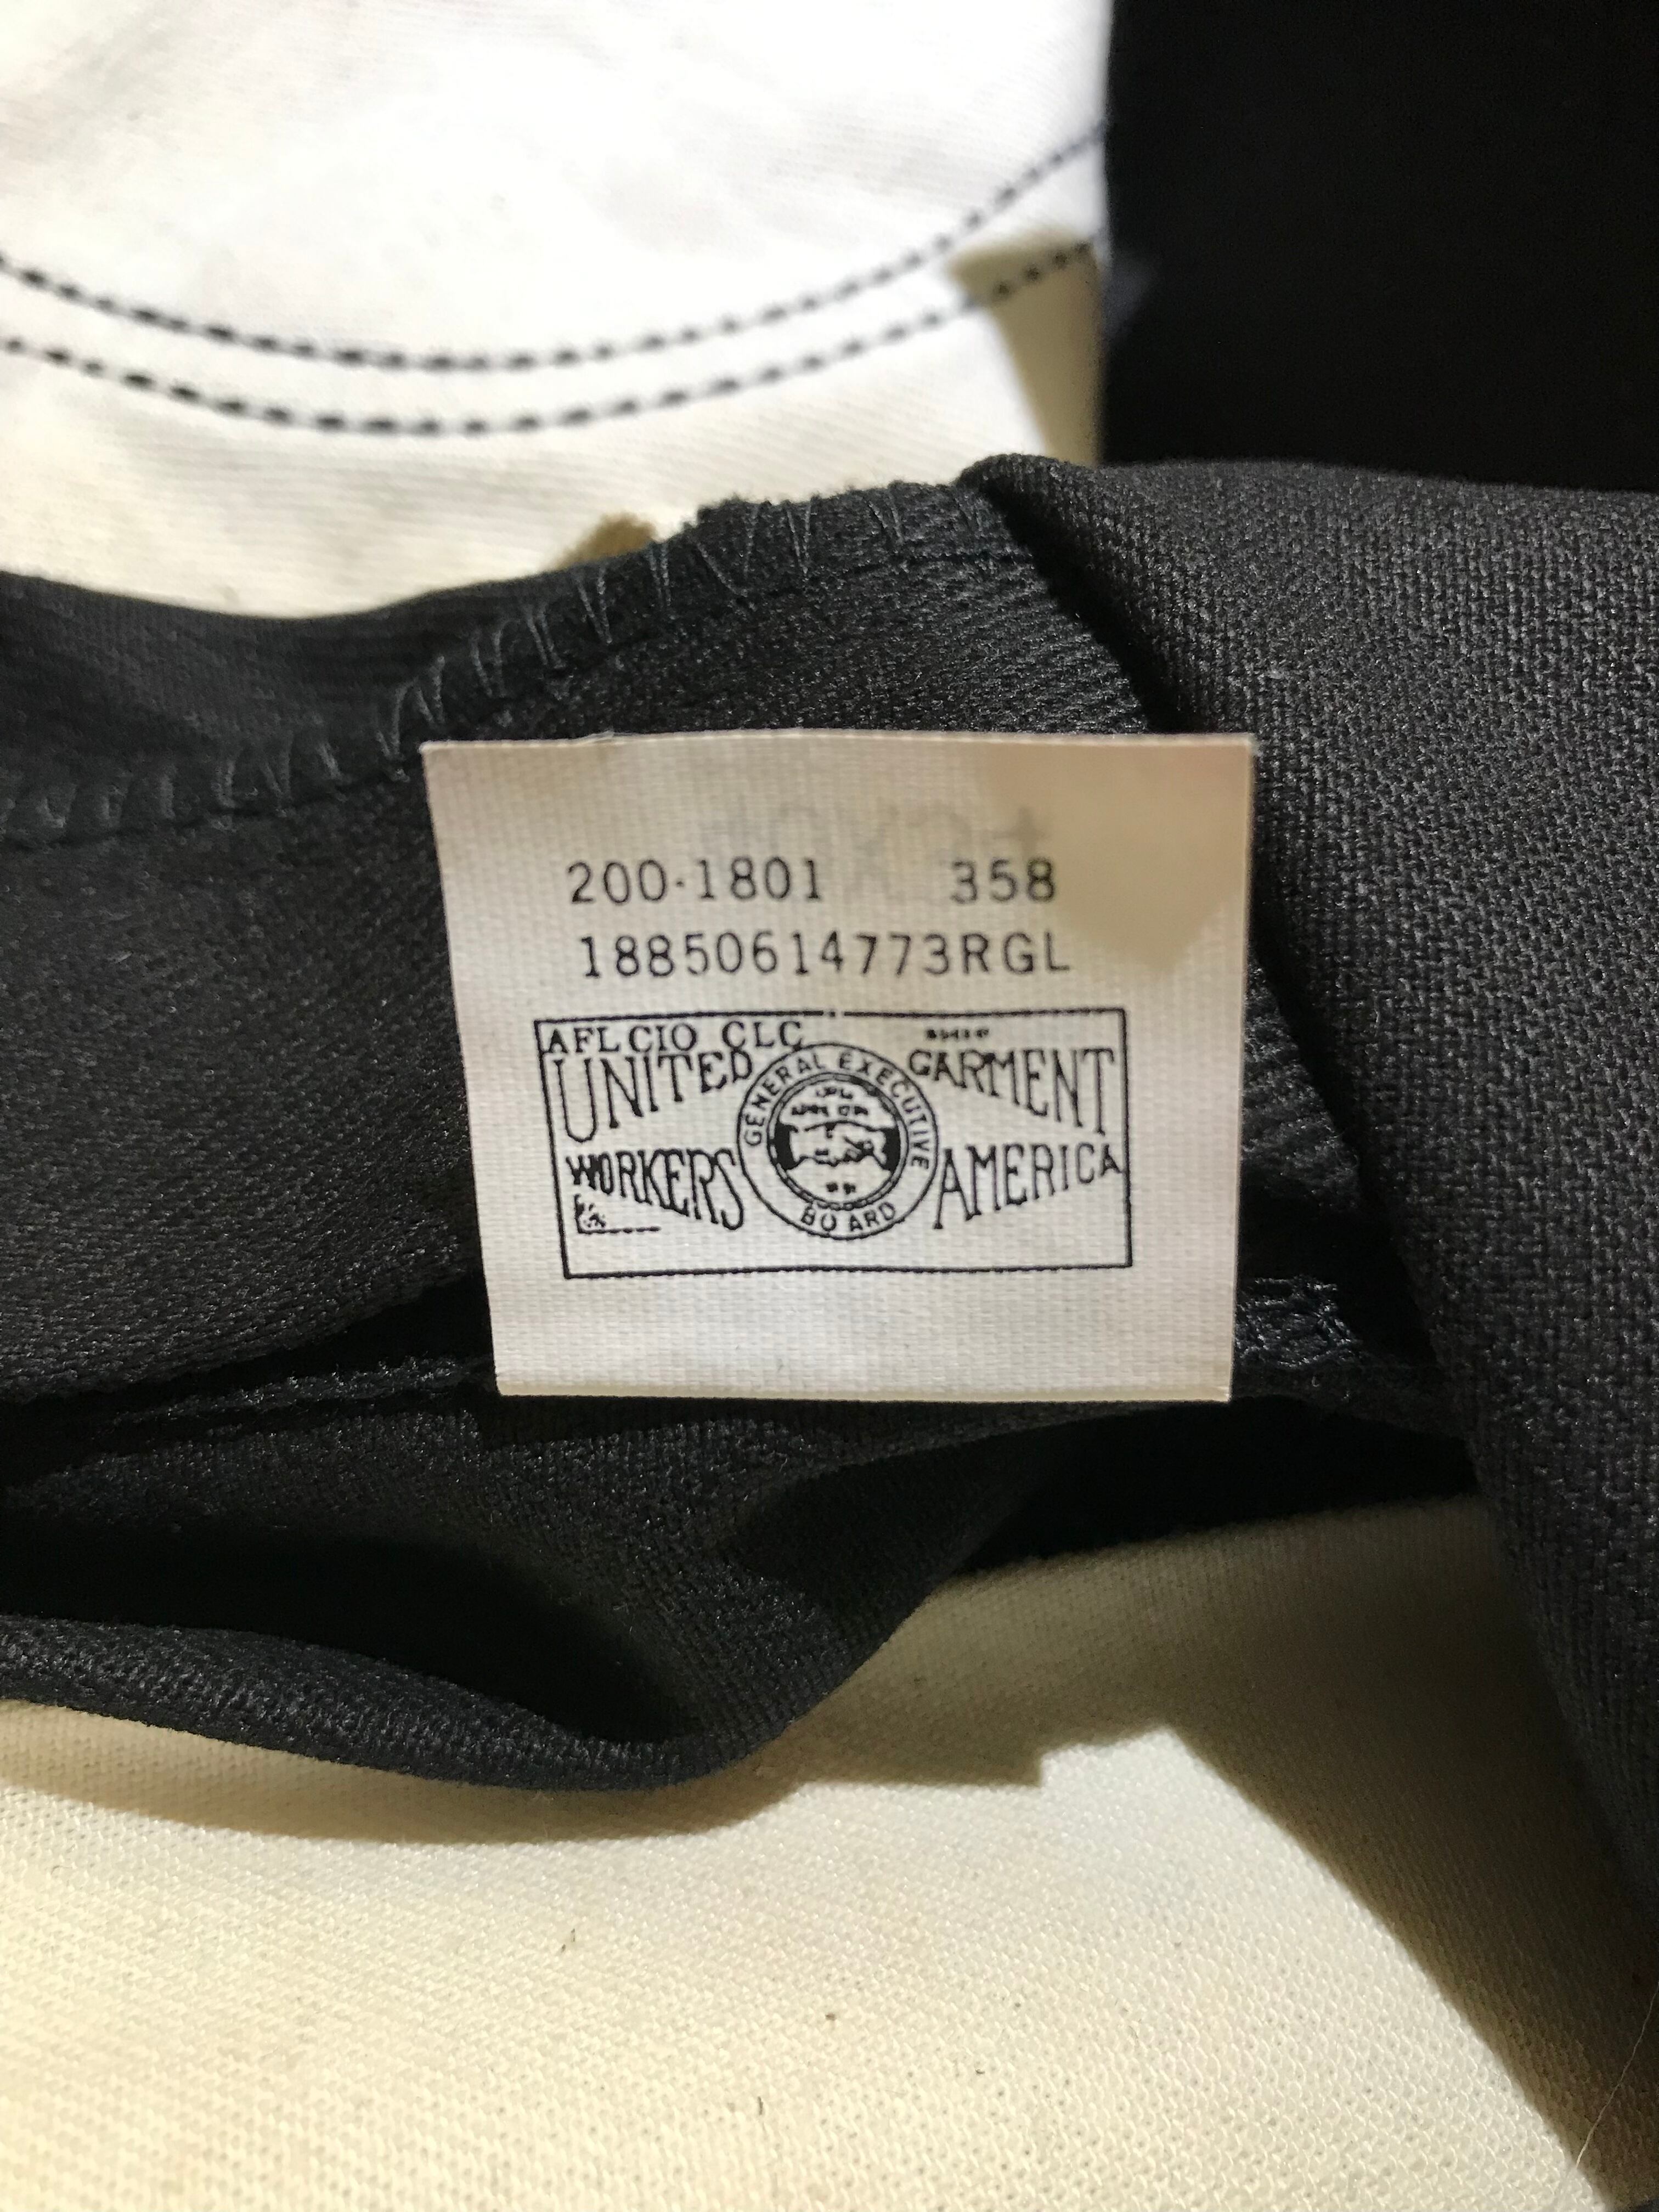 200-1801 358
18850614773RGL
AFL CIO CLC
UNITED GARMENT
WORKERS AMERICA
GENERAL EXECUTIVE
BOARD